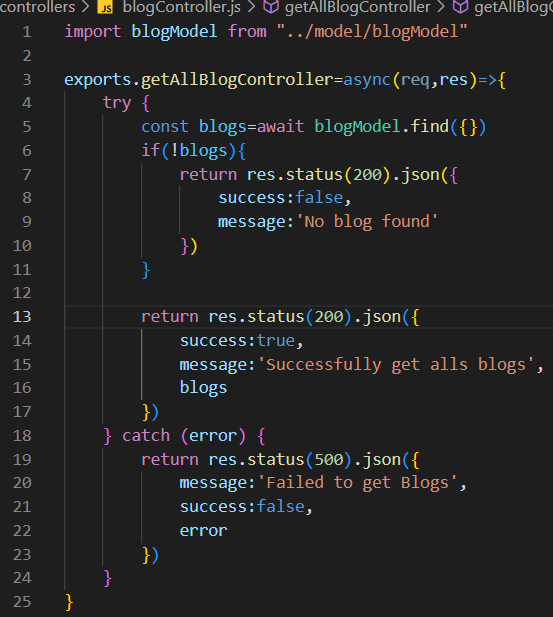 controllers > JS blogController.js > getAllBlogController > getAllBlogC
1 import blogModel from "../model/blogModel"
2
3 exports.getAllBlogController=async(req,res)=>{
4     try {
5         const blogs=await blogModel.find({})
6         if(!blogs){
7             return res.status(200).json({
8                 success:false,
9                 message:'No blog found'
10             })
11         }
12
13         return res.status(200).json({
14             success:true,
15             message:'Successfully get alls blogs',
16             blogs
17         })
18     } catch (error) {
19         return res.status(500).json({
20             message:'Failed to get Blogs',
21             success:false,
22             error
23         })
24     }
25 }